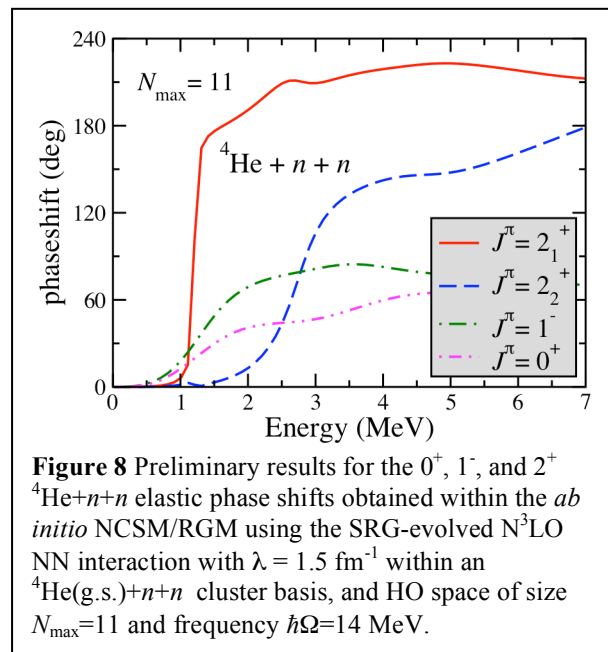 240
N_max = 11
180
⁴He + n + n
120
60
0
phaseshift (deg)
J^π = 2₁⁺
J^π = 2₂⁺
J^π = 1⁻
J^π = 0⁺
0 1 2 3 4 5 6 7
Energy (MeV)
Figure 8 Preliminary results for the 0⁺, 1⁻, and 2⁺
⁴He+n+n elastic phase shifts obtained within the ab
initio NCSM/RGM using the SRG-evolved N³LO
NN interaction with λ = 1.5 fm⁻¹ within an
⁴He(g.s.)+n+n cluster basis, and HO space of size
N_max=11 and frequency ℏΩ=14 MeV.